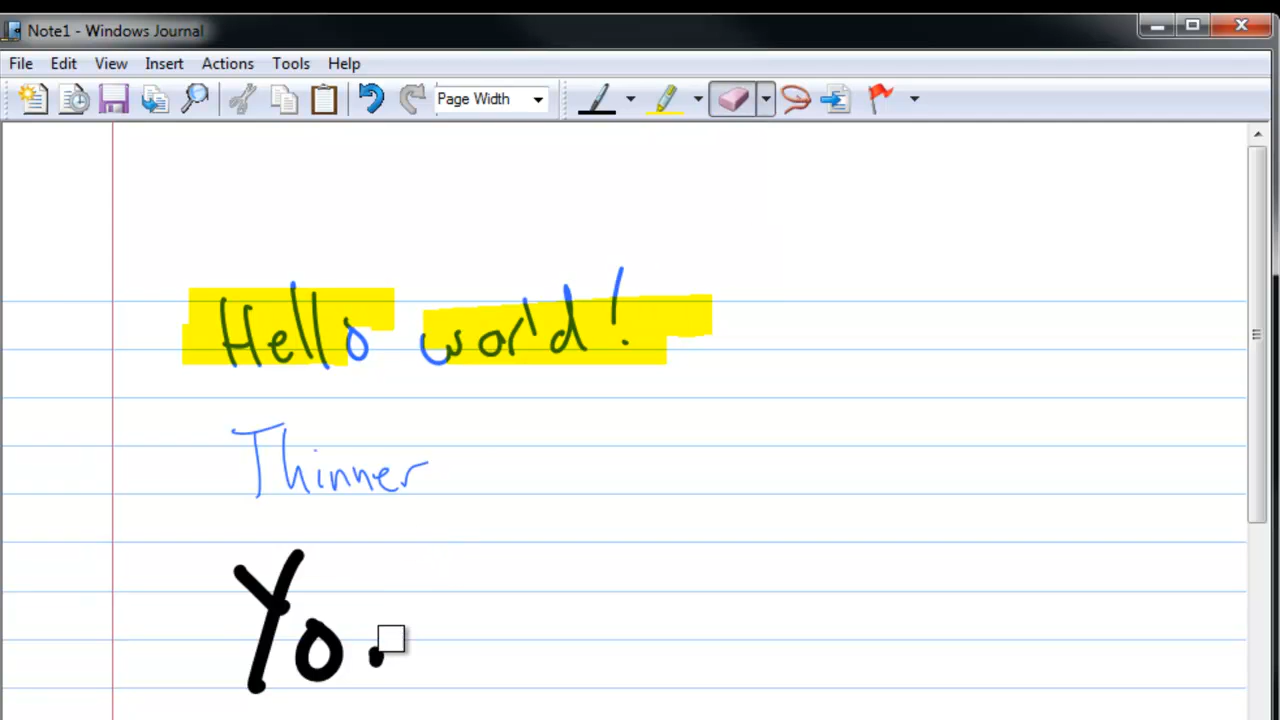 Note1 - Windows Journal
File Edit View Insert Actions Tools Help
Page Width
Hello world!
Thinner
Yo.